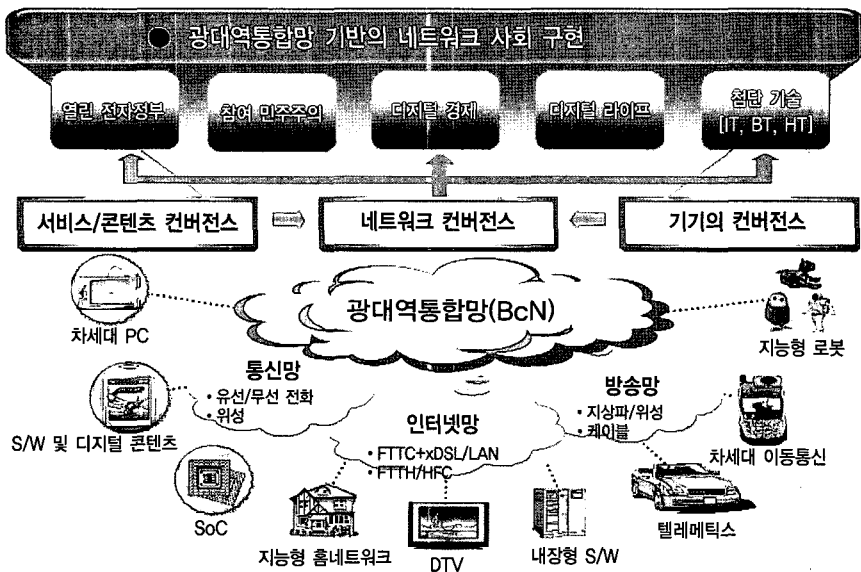 ● 광대역통합망 기반의 네트워크 사회 구현
열린 전자정부
참여 민주주의
디지털 경제
디지털 라이프
첨단 기술
[IT, BT, HT]
서비스/콘텐츠 컨버전스
네트워크 컨버전스
기기의 컨버전스
광대역통합망(BcN)
차세대 PC
지능형 로봇
통신망
• 유선/무선 전화
• 위성
방송망
• 지상파/위성
• 케이블
인터넷망
• FTTC+xDSL/LAN
• FTTH/HFC
S/W 및 디지털 콘텐츠
차세대 이동통신
SoC
지능형 홈네트워크
DTV
내장형 S/W
텔레메틱스